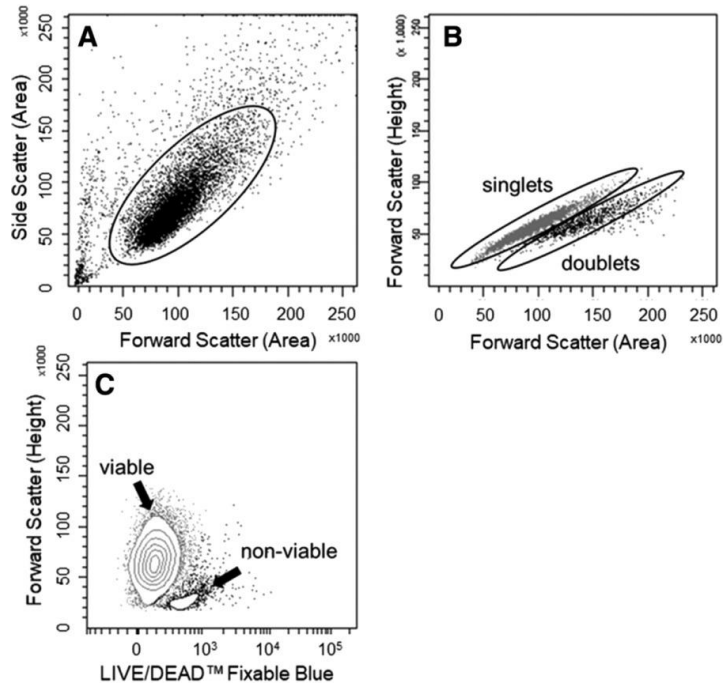 A
x1000
Side Scatter (Area)
250
200
150
100
50
0
0 50 100 150 200 250
Forward Scatter (Area) x1000
B
(x 1,000)
Forward Scatter (Height)
250
200
150
100
50
singlets
doublets
0 50 100 150 200 250
Forward Scatter (Area) x1000
C
x1000
Forward Scatter (Height)
250
200
150
100
50
0
viable
non-viable
0 10³ 10⁴ 10⁵
LIVE/DEAD™ Fixable Blue